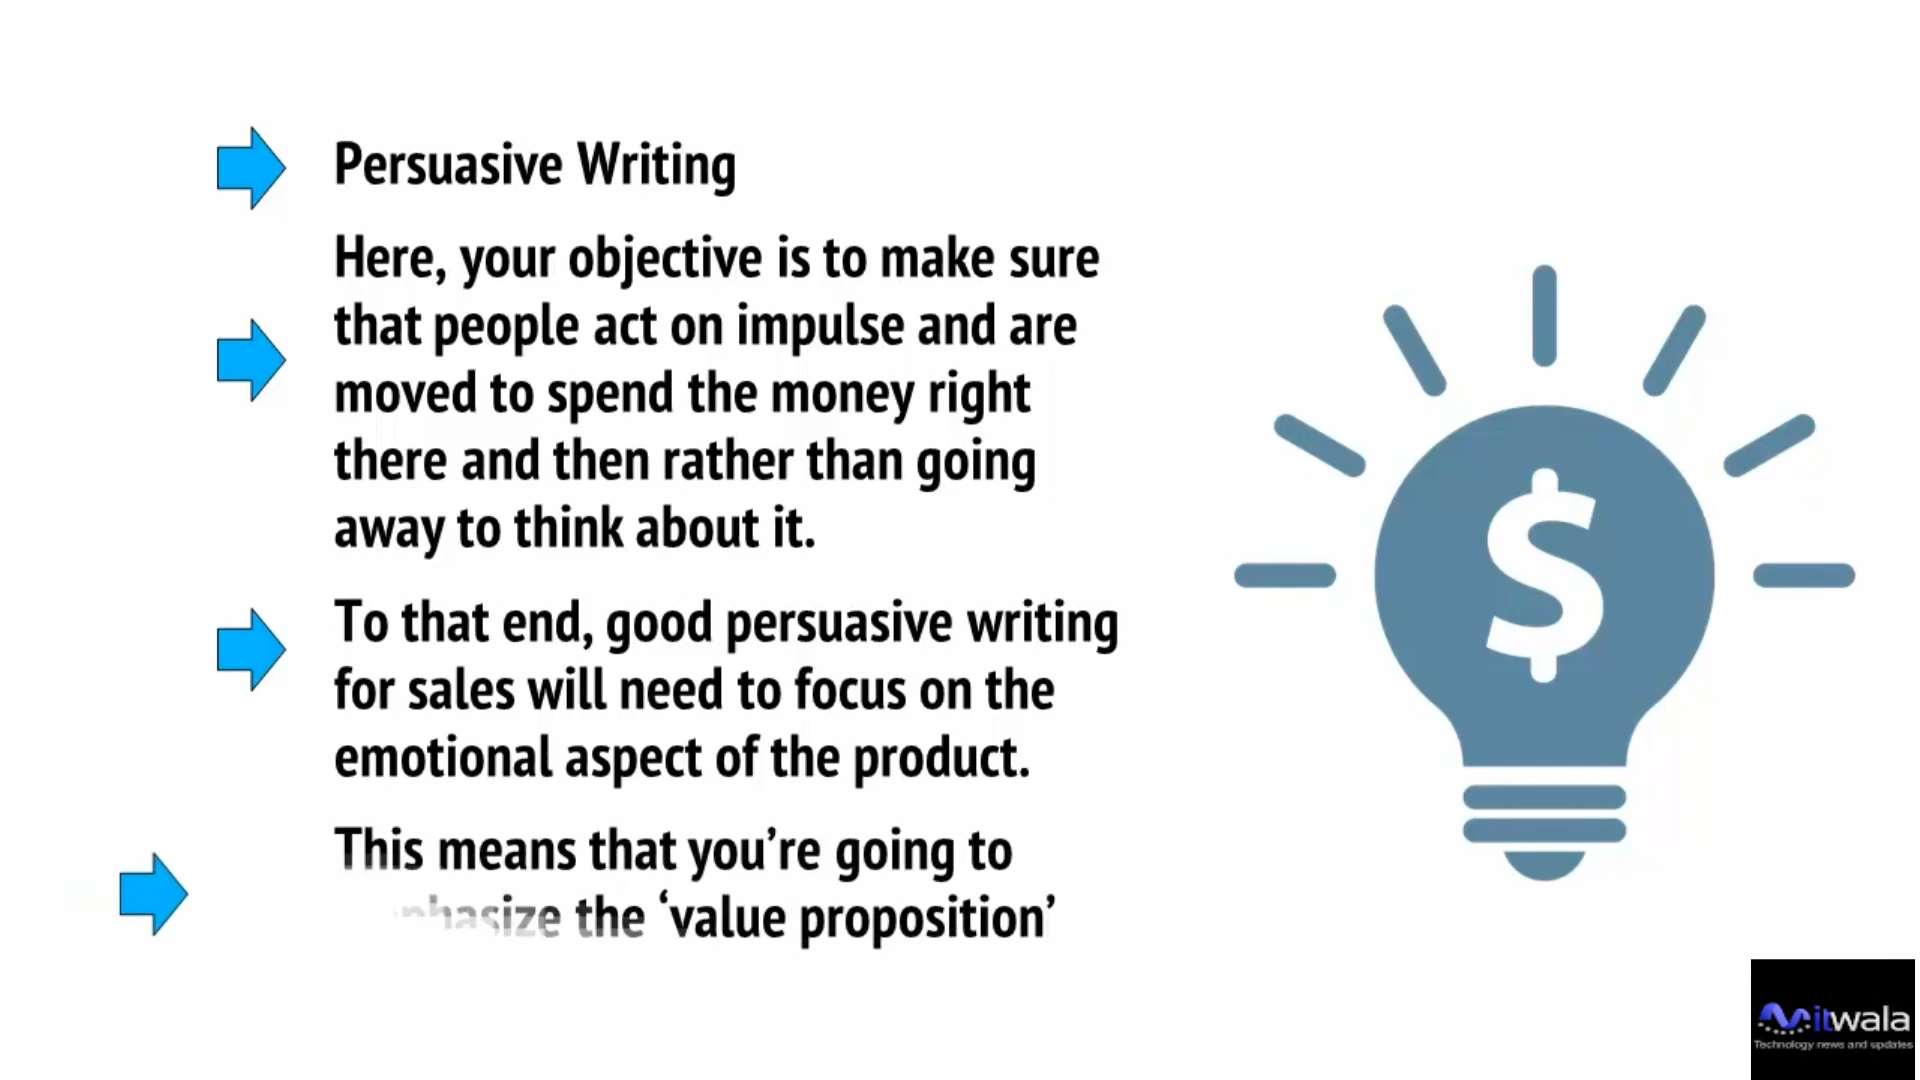 Persuasive Writing
Here, your objective is to make sure
that people act on impulse and are
moved to spend the money right
there and then rather than going
away to think about it.
To that end, good persuasive writing
for sales will need to focus on the
emotional aspect of the product.
This means that you’re going to
the ‘value proposition’
$
itwala
Technology news and updates